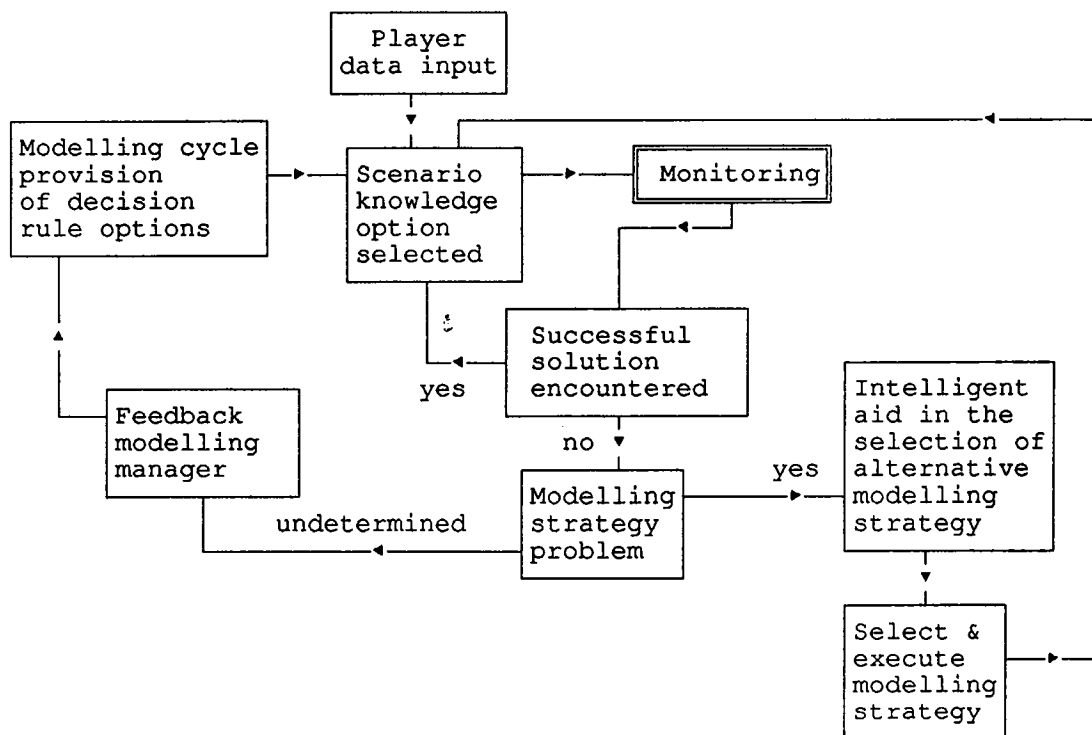 Player
data input
Modelling cycle
provision
of decision
rule options
Scenario
knowledge
option
selected
Monitoring
Successful
solution
encountered
yes
no
Feedback
modelling
manager
undetermined
Modelling
strategy
problem
yes
Intelligent
aid in the
selection of
alternative
modelling
strategy
Select &
execute
modelling
strategy